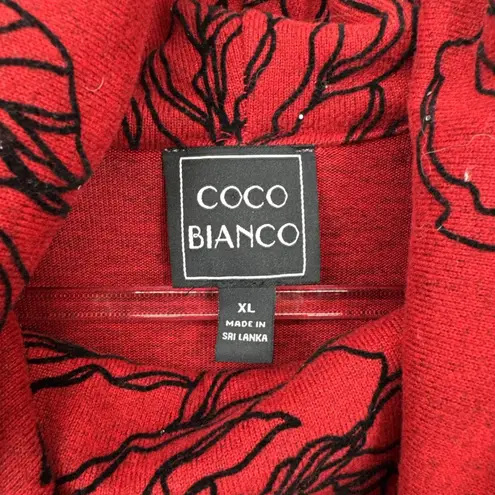 COCO
BIANCO
XL
MADE IN
SRI LANKA